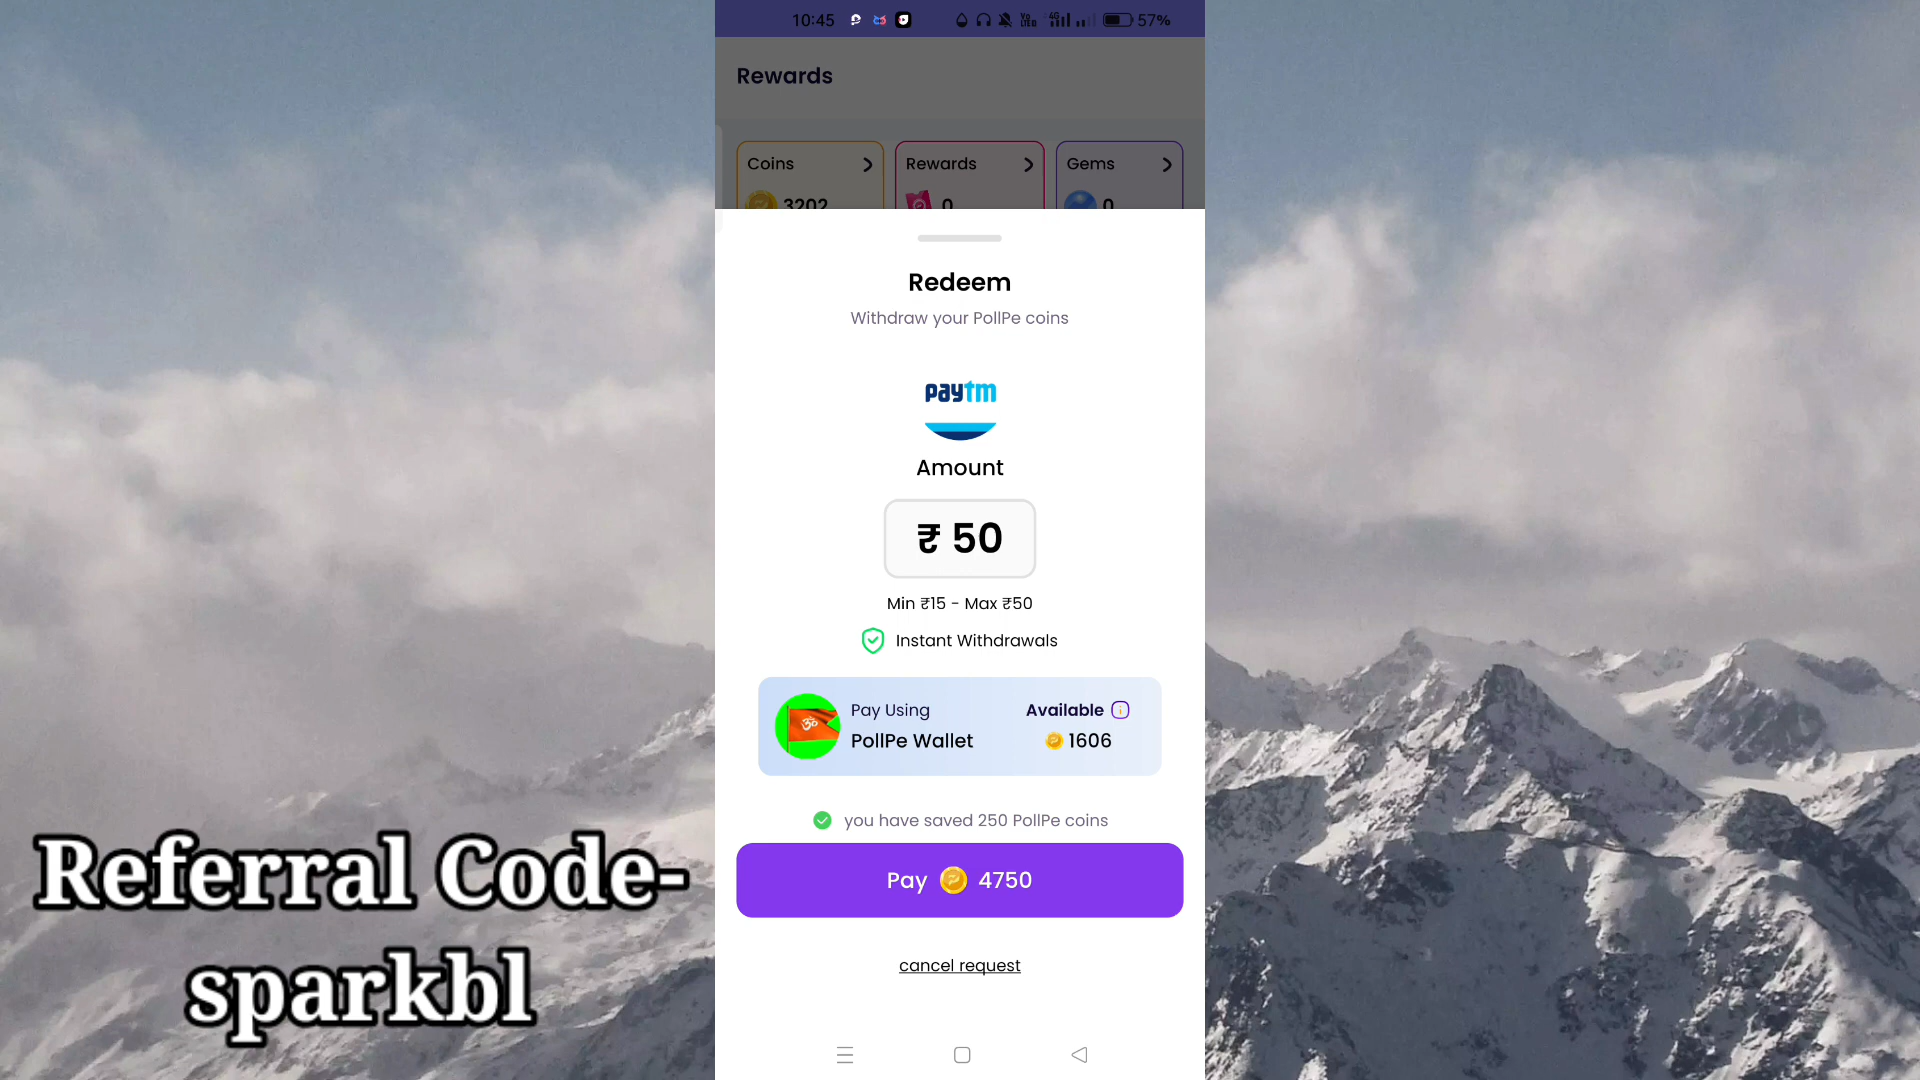 10:45 57%
Rewards
Coins Rewards Gems
3202 0 0
Redeem
Withdraw your PollPe coins
paytm
Amount
₹ 50
Min ₹15 - Max ₹50
Instant Withdrawals
Pay Using Available
ॐ
PollPe Wallet 1606
you have saved 250 PollPe coins
Pay 4750
cancel request
Referral Code-
sparkbl